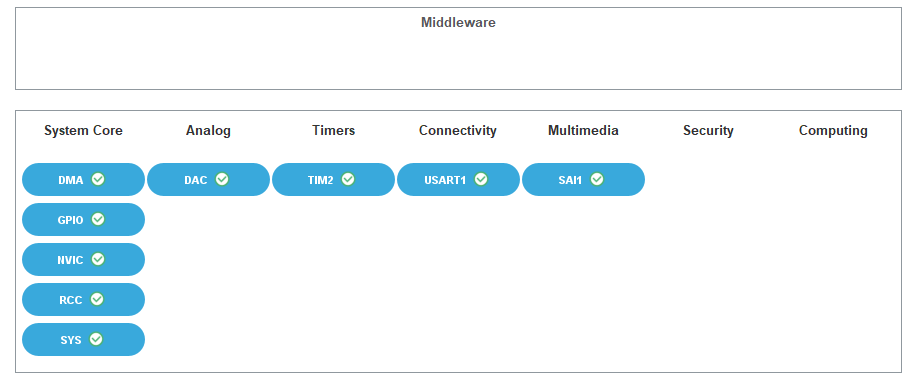 Middleware
System Core Analog Timers Connectivity Multimedia Security Computing
DMA DAC TIM2 USART1 SAI1
GPIO
NVIC
RCC
SYS